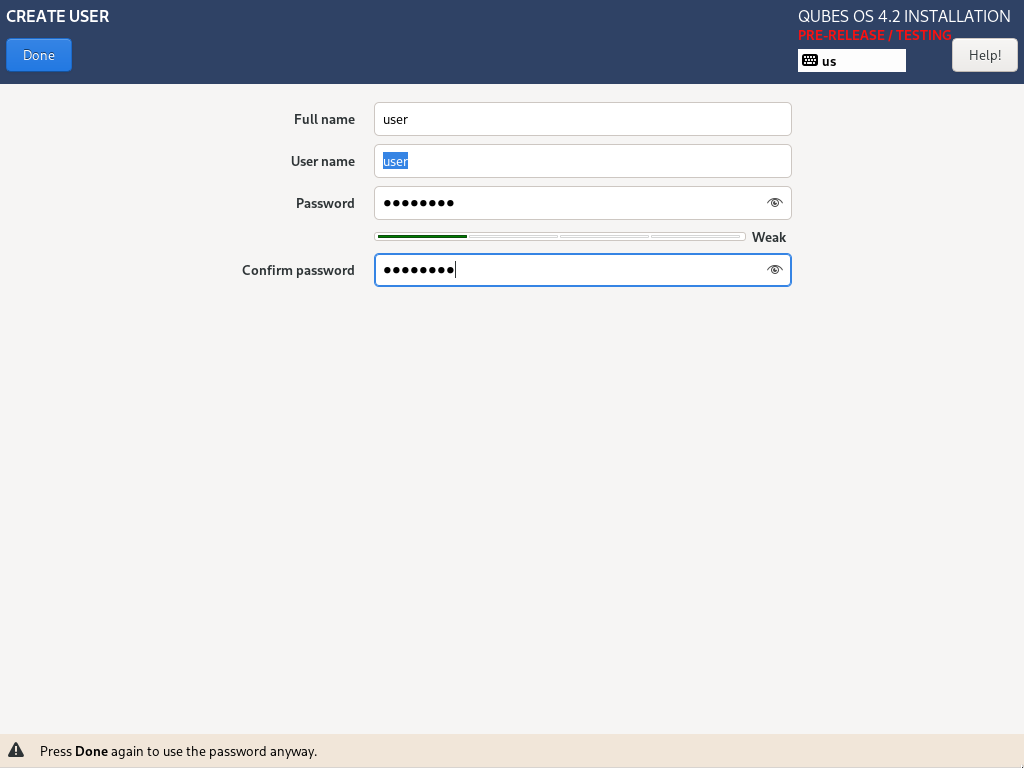 CREATE USER
QUBES OS 4.2 INSTALLATION
PRE-RELEASE / TESTING
Done
us
Help!
Full name
user
User name
user
Password
●●●●●●●●
Weak
Confirm password
●●●●●●●●
Press Done again to use the password anyway.